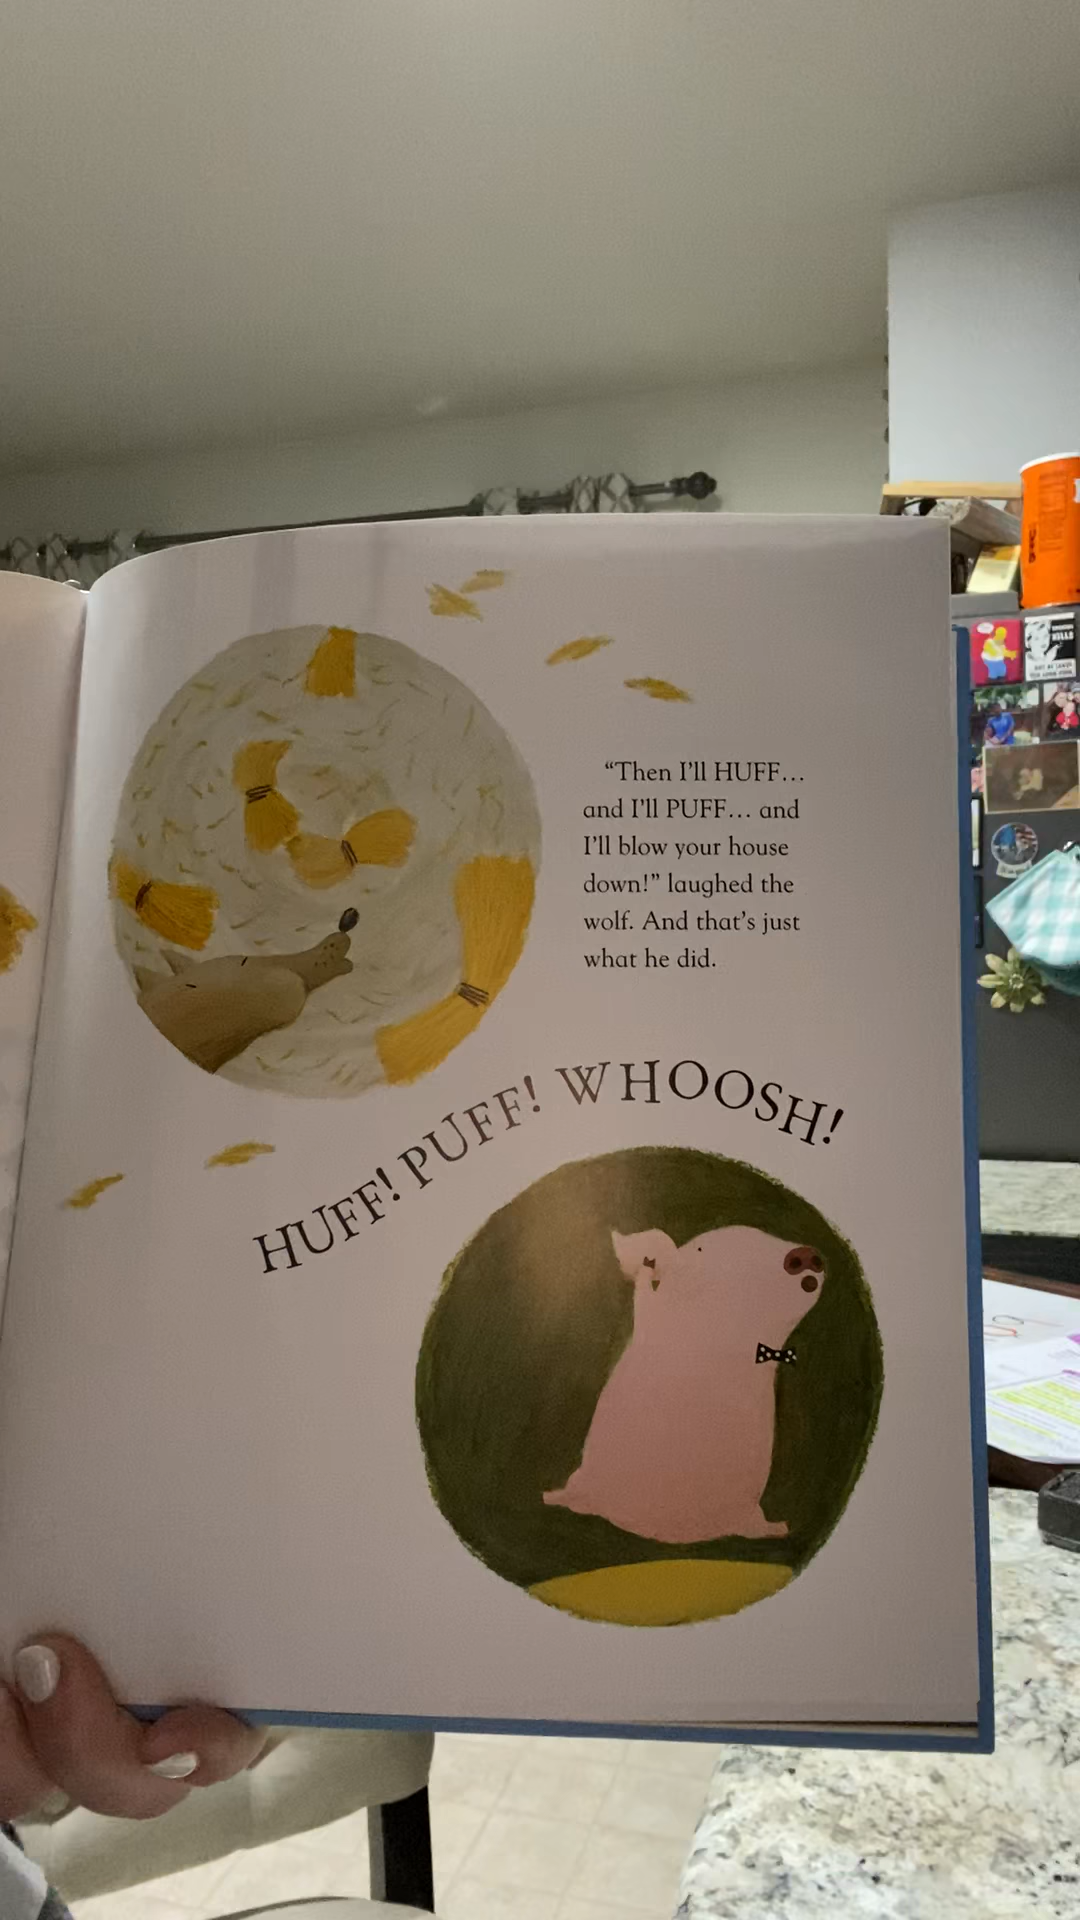 “Then I’ll HUFF...
and I’ll PUFF... and
I’ll blow your house
down!” laughed the
wolf. And that’s just
what he did.
HUFF! PUFF! WHOOSH!